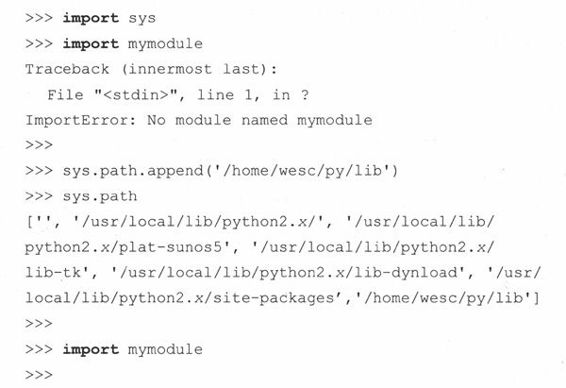 >>> import sys
>>> import mymodule
Traceback (innermost last):
  File "<stdin>", line 1, in ?
ImportError: No module named mymodule
>>>
>>> sys.path.append('/home/wesc/py/lib')
>>> sys.path
['', '/usr/local/lib/python2.x/', '/usr/local/lib/
python2.x/plat-sunos5', '/usr/local/lib/python2.x/
lib-tk', '/usr/local/lib/python2.x/lib-dynload', '/usr/
local/lib/python2.x/site-packages’,'/home/wesc/py/lib']
>>>
>>> import mymodule
>>>